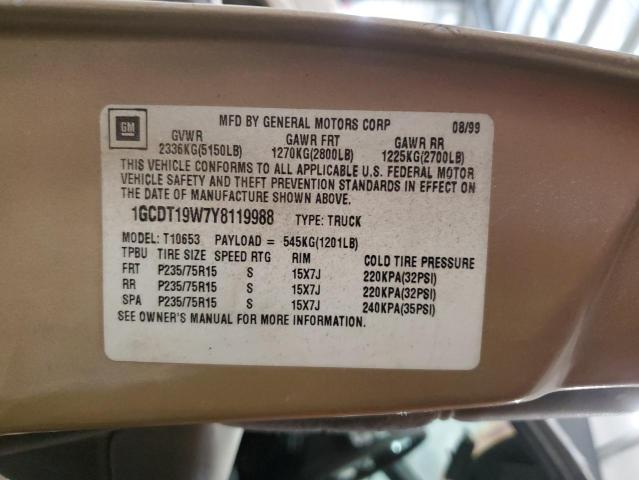 GM
MFD BY GENERAL MOTORS CORP 08/99
GVWR GAWR FRT GAWR RR
2336KG(5150LB) 1270KG(2800LB) 1225KG(2700LB)
THIS VEHICLE CONFORMS TO ALL APPLICABLE U.S. FEDERAL MOTOR
VEHICLE SAFETY AND THEFT PREVENTION STANDARDS IN EFFECT ON
THE DATE OF MANUFACTURE SHOWN ABOVE.
1GCDT19W7Y8119988 TYPE: TRUCK
MODEL: T10653 PAYLOAD = 545KG(1201LB)
TPBU TIRE SIZE SPEED RTG RIM COLD TIRE PRESSURE
FRT P235/75R15 S 15X7J 220KPA(32PSI)
RR P235/75R15 S 15X7J 220KPA(32PSI)
SPA P235/75R15 S 15X7J 240KPA(35PSI)
SEE OWNER'S MANUAL FOR MORE INFORMATION.